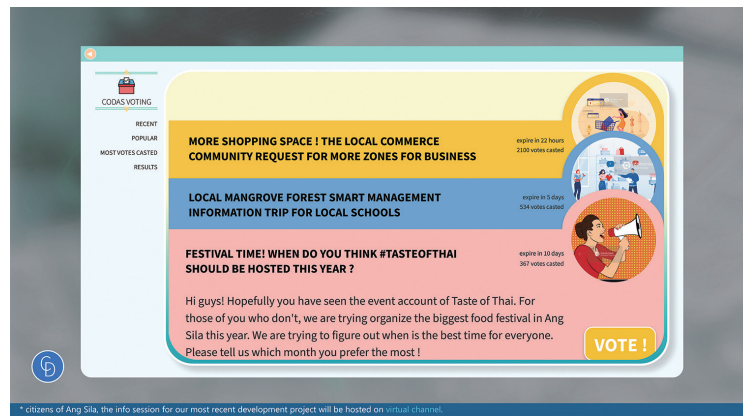 CODAS VOTING
RECENT
POPULAR
MOST VOTES CASTED
RESULTS
MORE SHOPPING SPACE ! THE LOCAL COMMERCE
COMMUNITY REQUEST FOR MORE ZONES FOR BUSINESS
expire in 22 hours
2100 votes casted
LOCAL MANGROVE FOREST SMART MANAGEMENT
INFORMATION TRIP FOR LOCAL SCHOOLS
expire in 5 days
534 votes casted
FESTIVAL TIME! WHEN DO YOU THINK #TASTEOFTHAI
SHOULD BE HOSTED THIS YEAR ?
expire in 10 days
367 votes casted
Hi guys! Hopefully you have seen the event account of Taste of Thai. For
those of you who don't, we are trying organize the biggest food festival in Ang
Sila this year. We are trying to figure out when is the best time for everyone.
Please tell us which month you prefer the most !
VOTE !
CD
* citizens of Ang Sila, the info session for our most recent development project will be hosted on virtual channel.